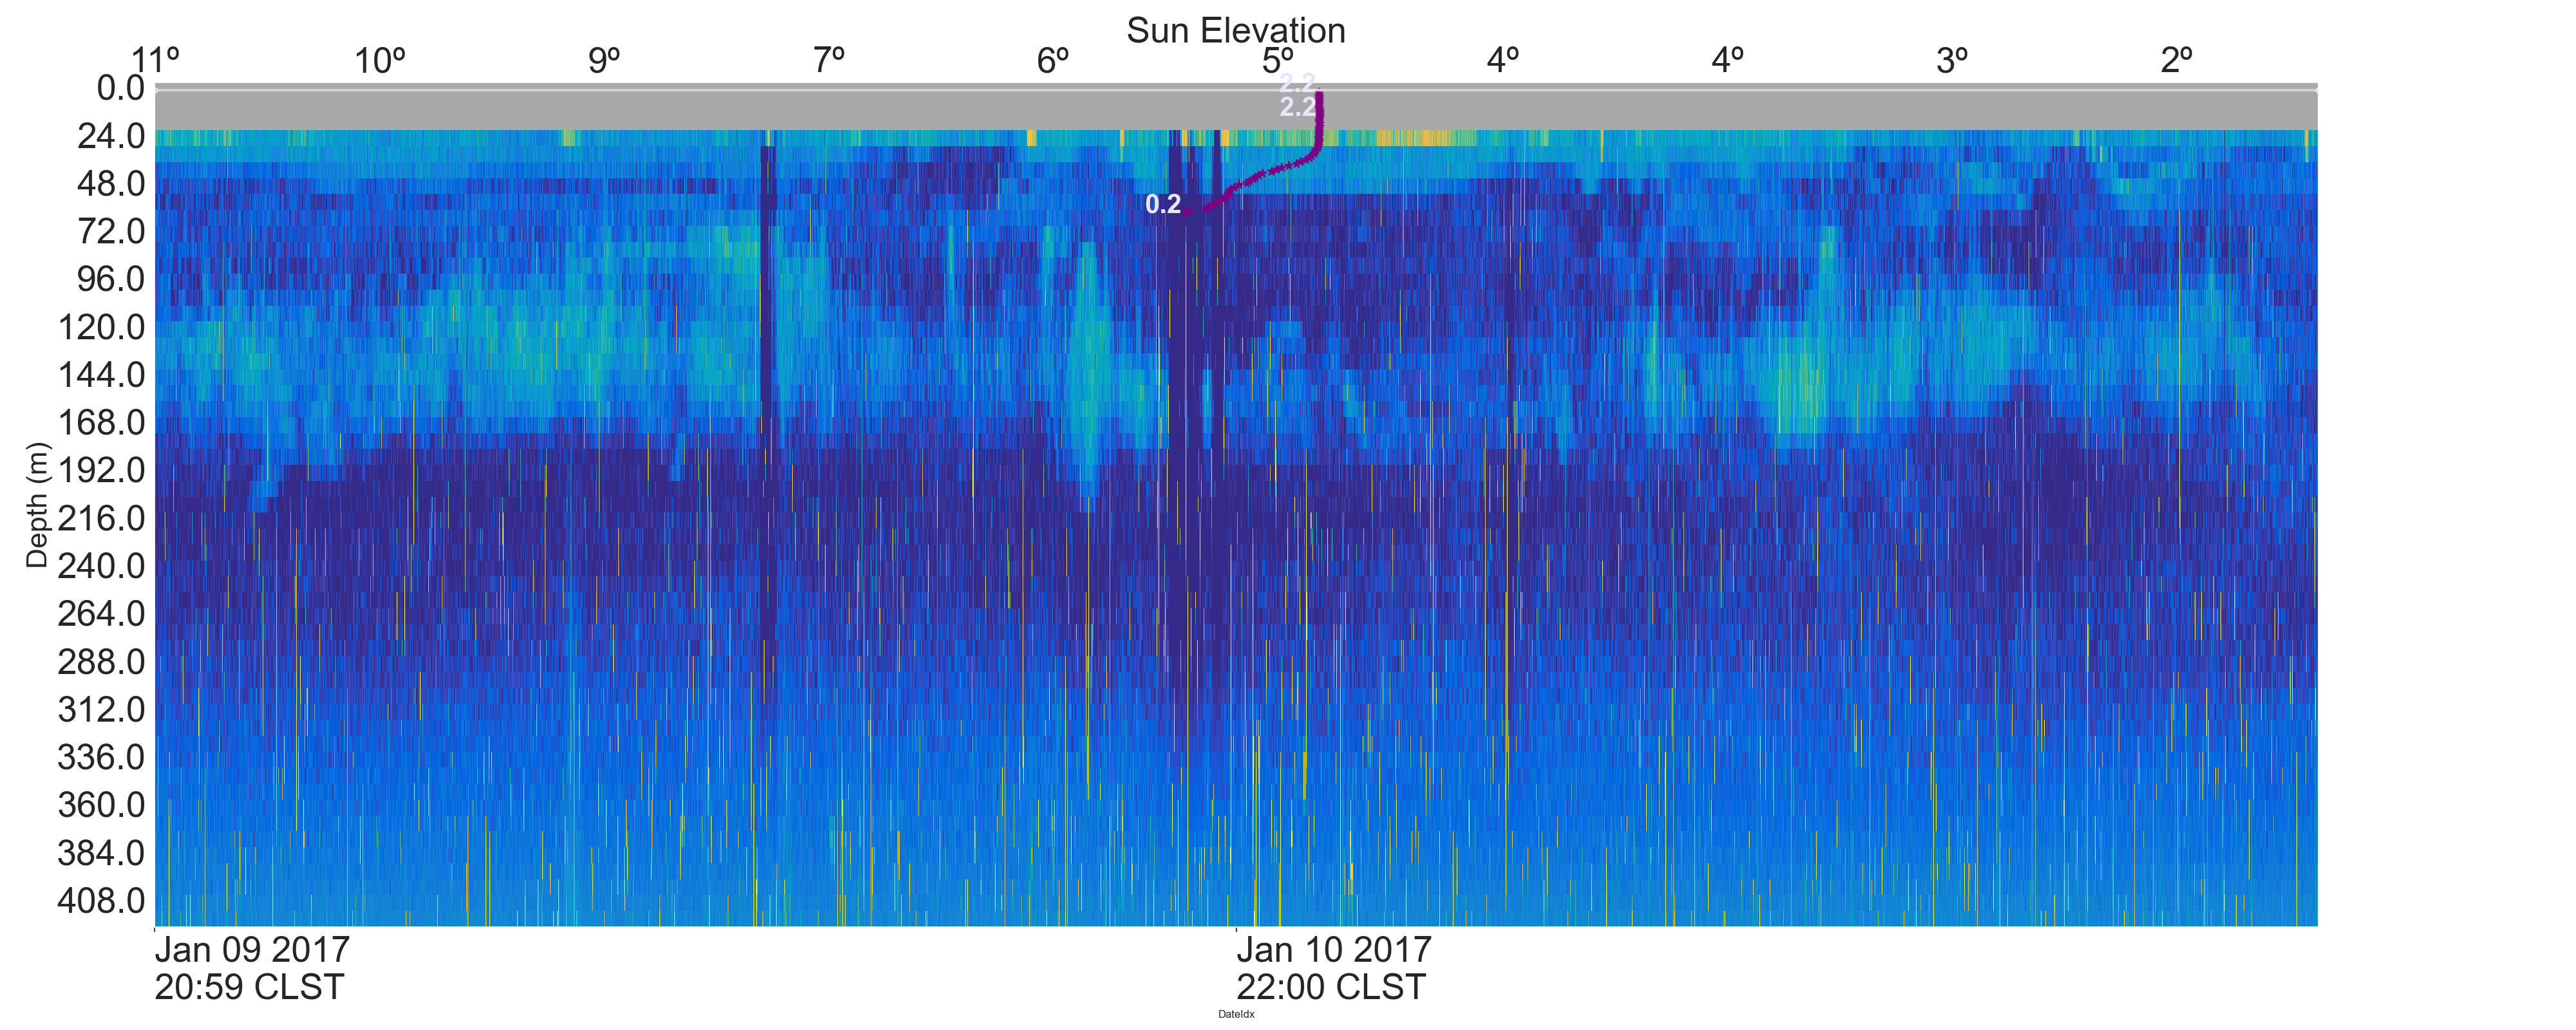 Sun Elevation
11º 10º 9º 7º 6º 5º 4º 4º 3º 2º
0.0
24.0
48.0
72.0
96.0
120.0
144.0
168.0
192.0
216.0
240.0
264.0
288.0
312.0
336.0
360.0
384.0
408.0
Depth (m)
2.2
2.2
0.2
Jan 09 2017
20:59 CLST
Jan 10 2017
22:00 CLST
DateIdx